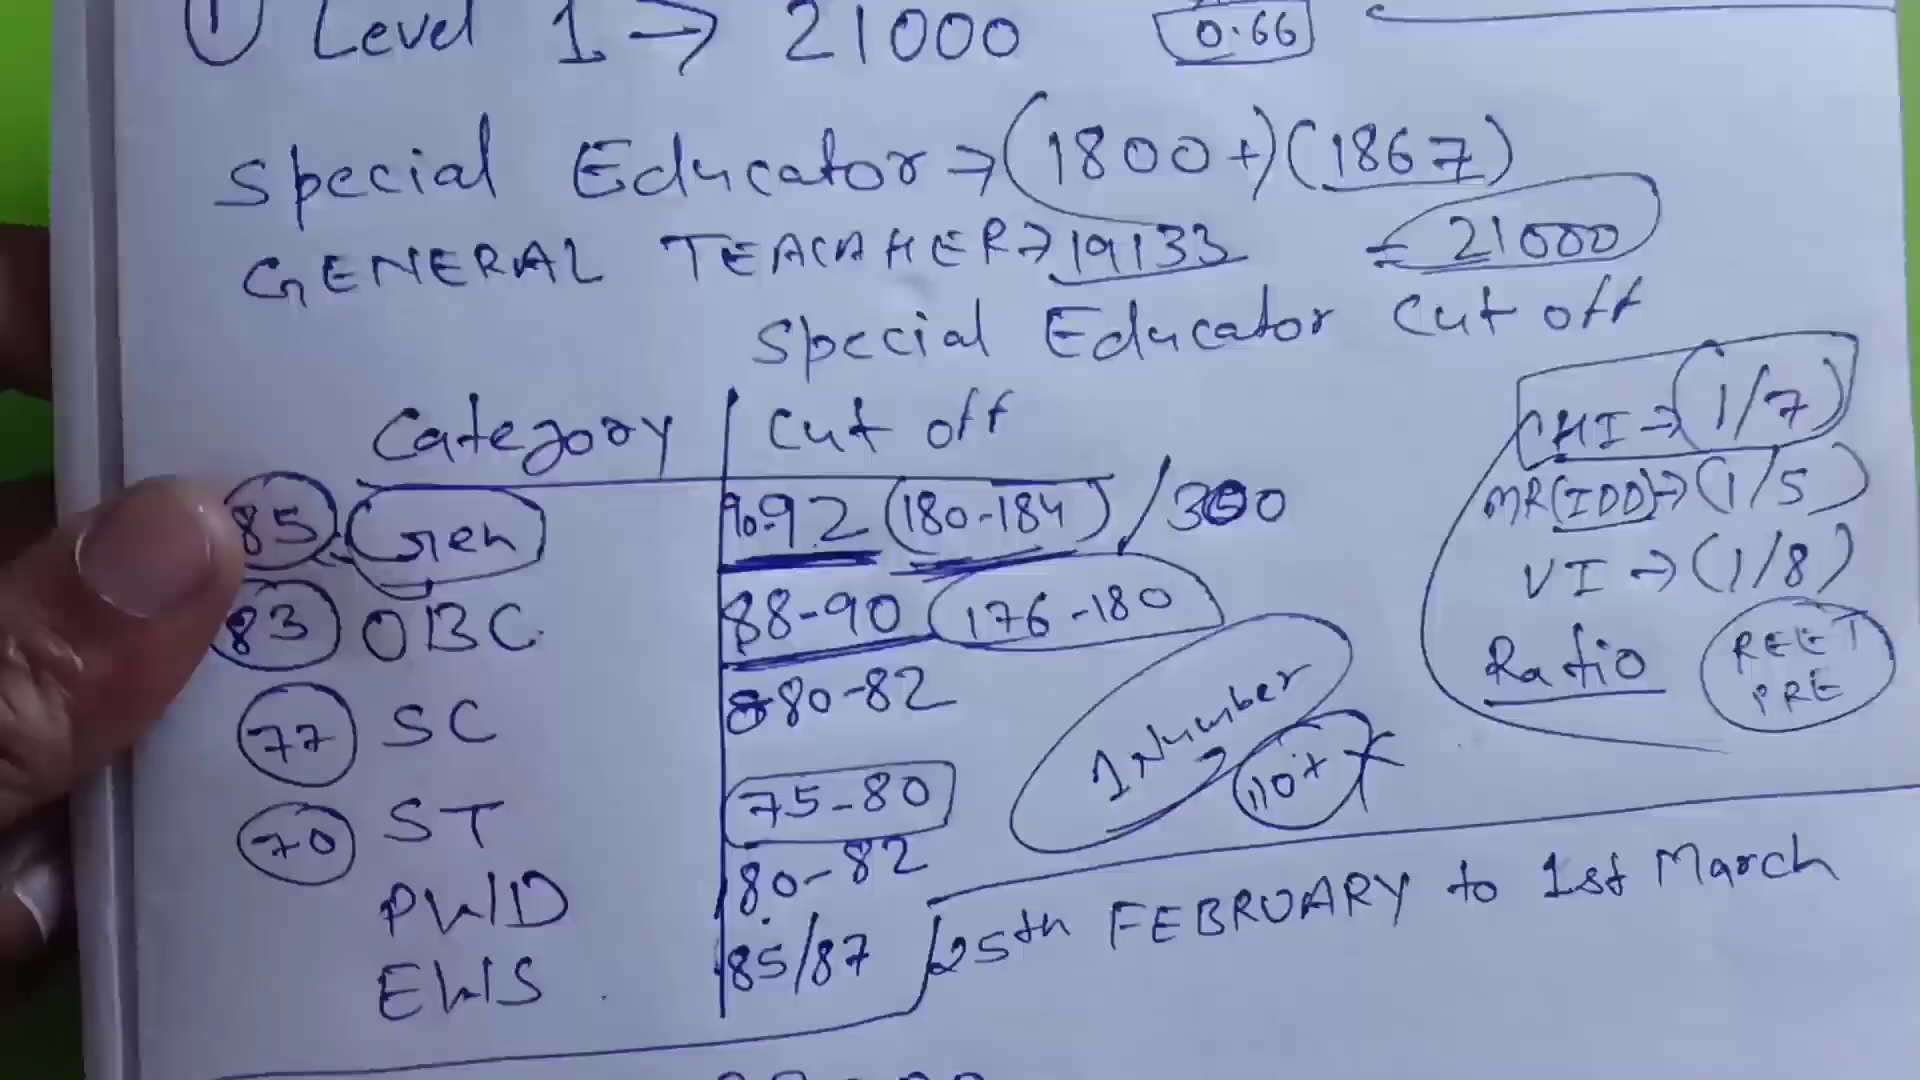 ① Level 1 → 21000 0.66
Special Educator → (1800+) (1867)
GENERAL TEACAHER → 19133 = 21000
Special Educator Cut off
Category Cut off
85 Gen 90-92 (180-184) /300
83 OBC 88-90 176-180
77 SC 80-82
70 ST 75-80
PWD 80-82
EWS 85/87
CHI → (1/7)
MR(IDD) → (1/5)
VI → (1/8)
Ratio
REET
PRE
1 Number
110+
25th FEBRUARY to 1st March